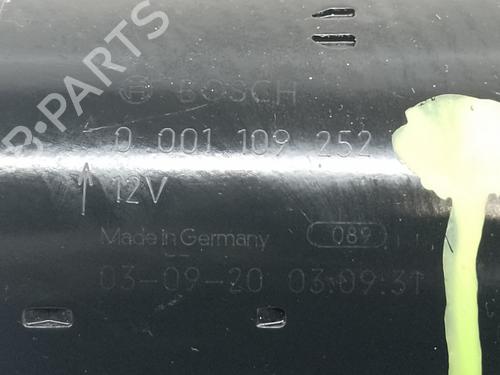 B-PARTS
BOSCH
0 001 109 252
12V
Made in Germany
089
03-09-20 03:09:31